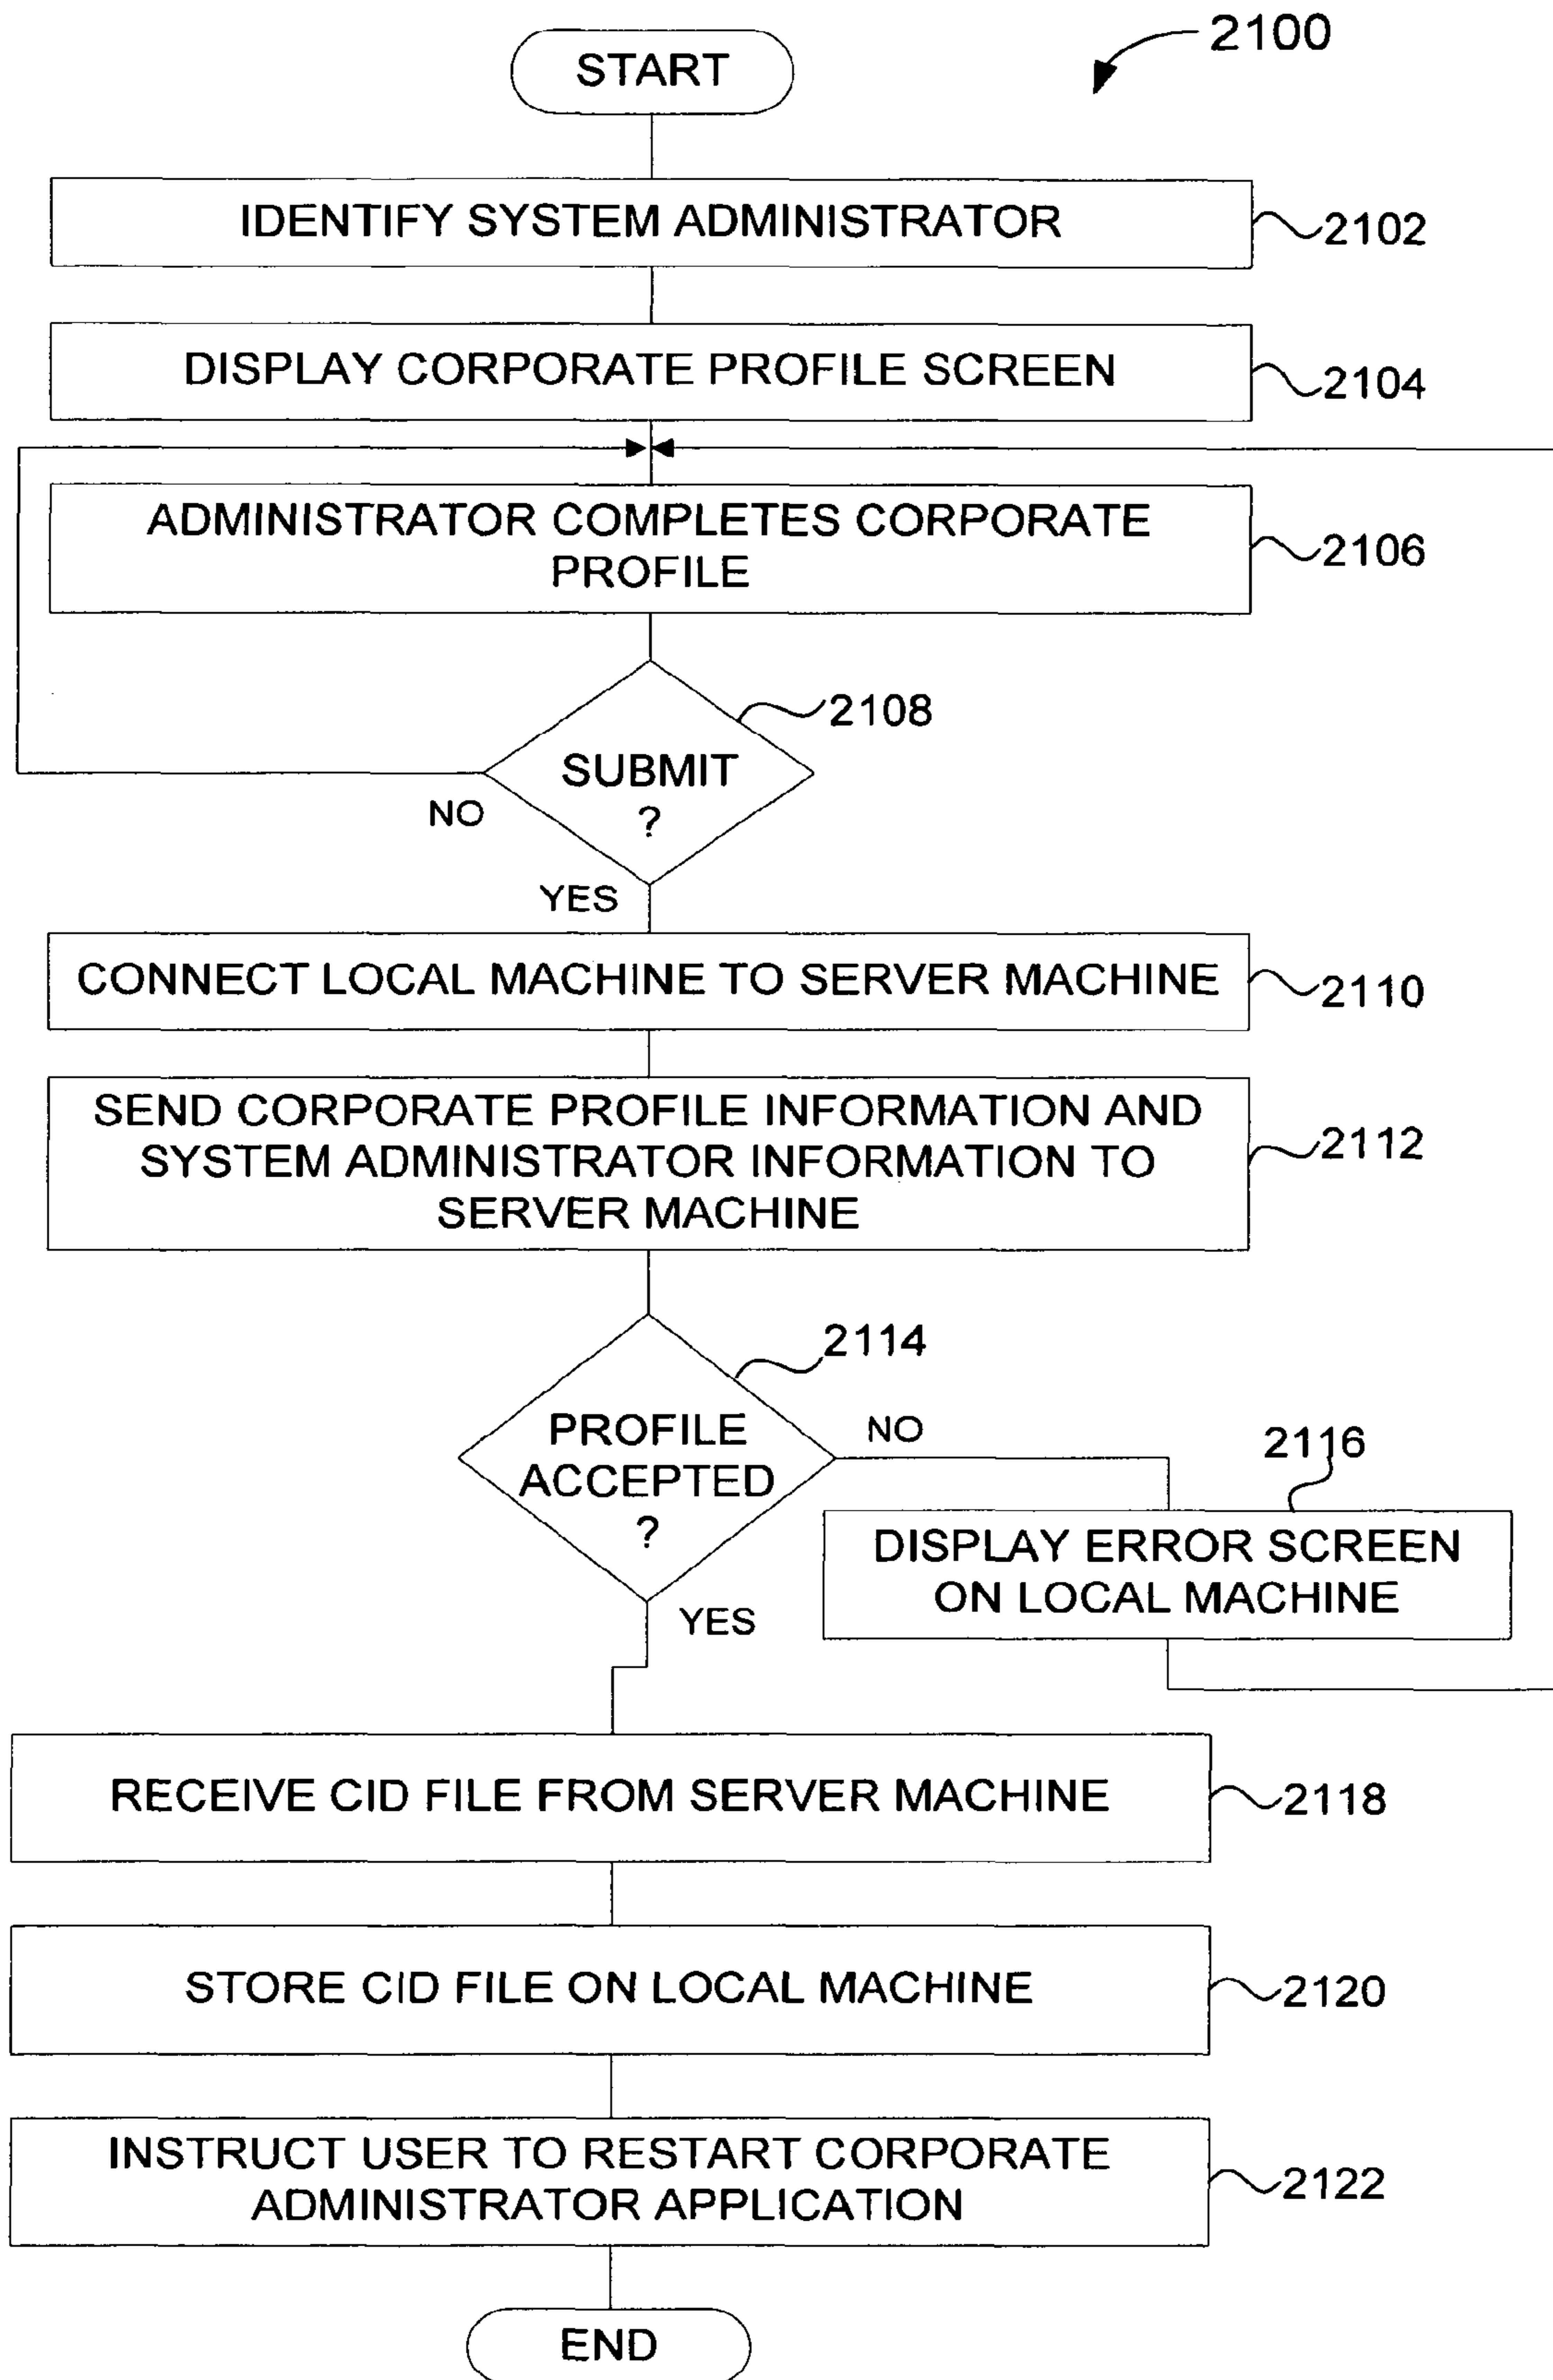 2100
START
IDENTIFY SYSTEM ADMINISTRATOR
2102
DISPLAY CORPORATE PROFILE SCREEN
2104
ADMINISTRATOR COMPLETES CORPORATE
PROFILE
2106
2108
SUBMIT
?
NO
YES
CONNECT LOCAL MACHINE TO SERVER MACHINE
2110
SEND CORPORATE PROFILE INFORMATION AND
SYSTEM ADMINISTRATOR INFORMATION TO
SERVER MACHINE
2112
2114
PROFILE
ACCEPTED
?
NO
2116
DISPLAY ERROR SCREEN
ON LOCAL MACHINE
YES
RECEIVE CID FILE FROM SERVER MACHINE
2118
STORE CID FILE ON LOCAL MACHINE
2120
INSTRUCT USER TO RESTART CORPORATE
ADMINISTRATOR APPLICATION
2122
END